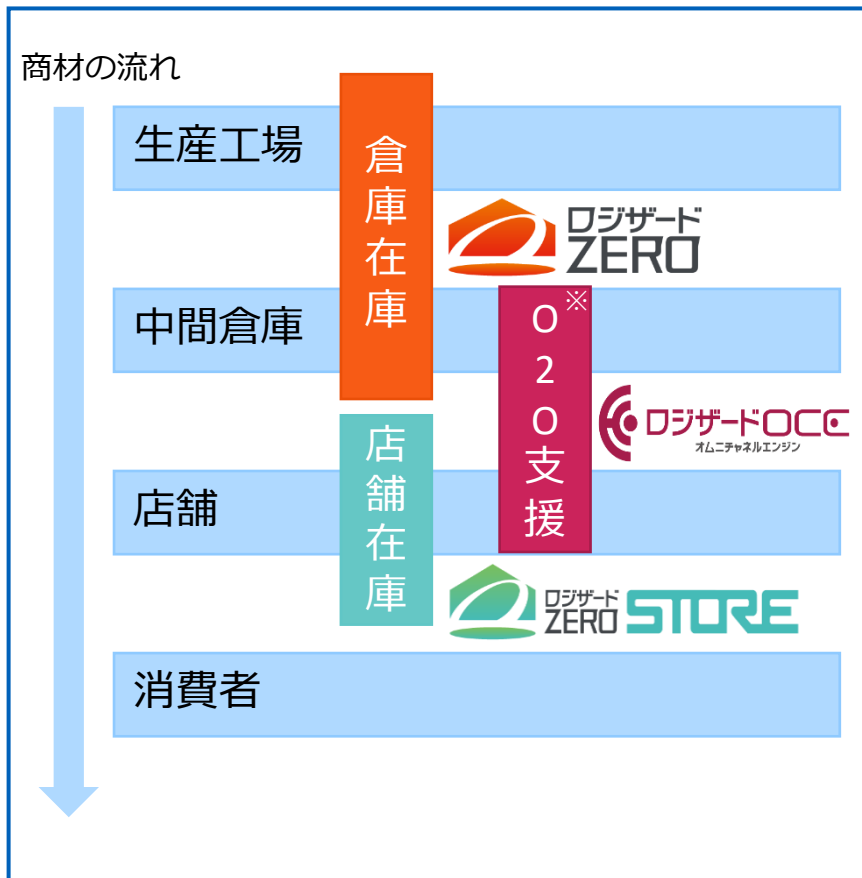 商材の流れ
生産工場
倉庫在庫
ロジザード
ZERO
中間倉庫
O2O支援
※
ロジザードOCE
オムニチャネルエンジン
店舗
店舗在庫
ロジザード
ZERO STORE
消費者